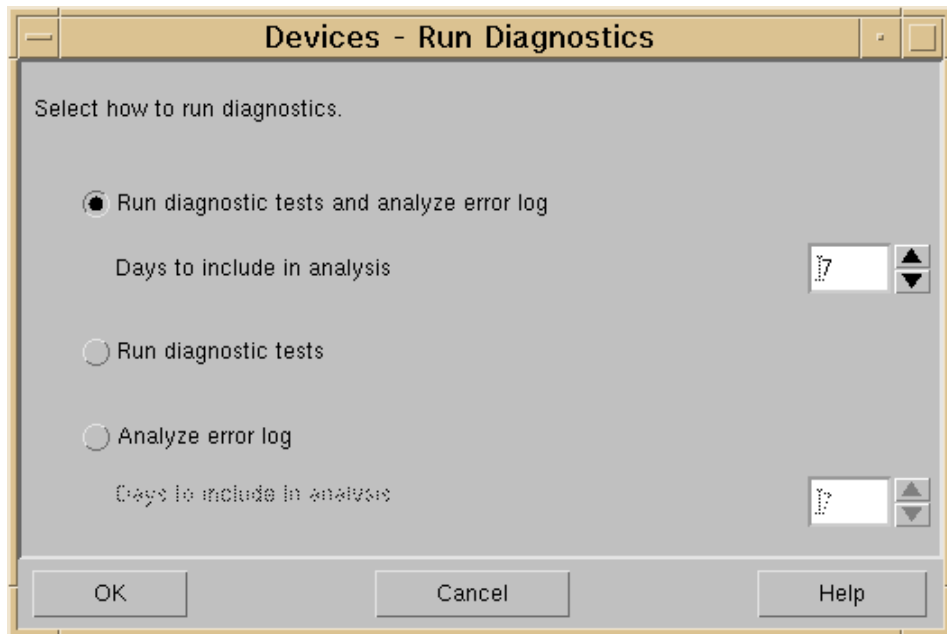 Devices - Run Diagnostics
Select how to run diagnostics.
Run diagnostic tests and analyze error log
Days to include in analysis 7
Run diagnostic tests
Analyze error log
Days to include in analysis 7
OK Cancel Help